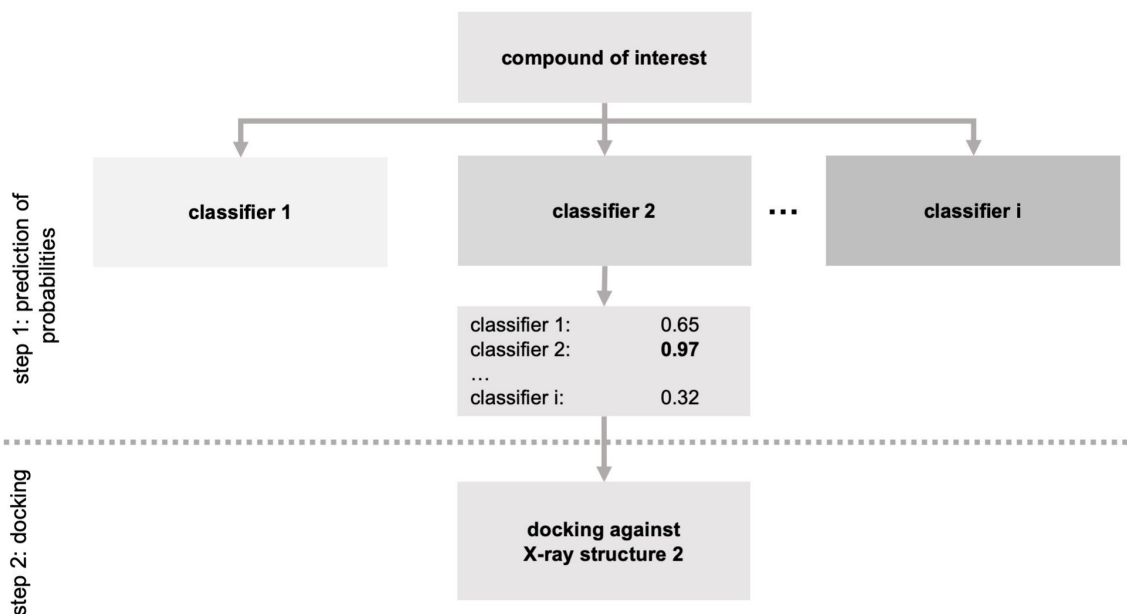 compound of interest
classifier 1
classifier 2
...
classifier i
step 1: prediction of
probabilities
classifier 1: 0.65
classifier 2: 0.97
...
classifier i: 0.32
step 2: docking
docking against
X-ray structure 2